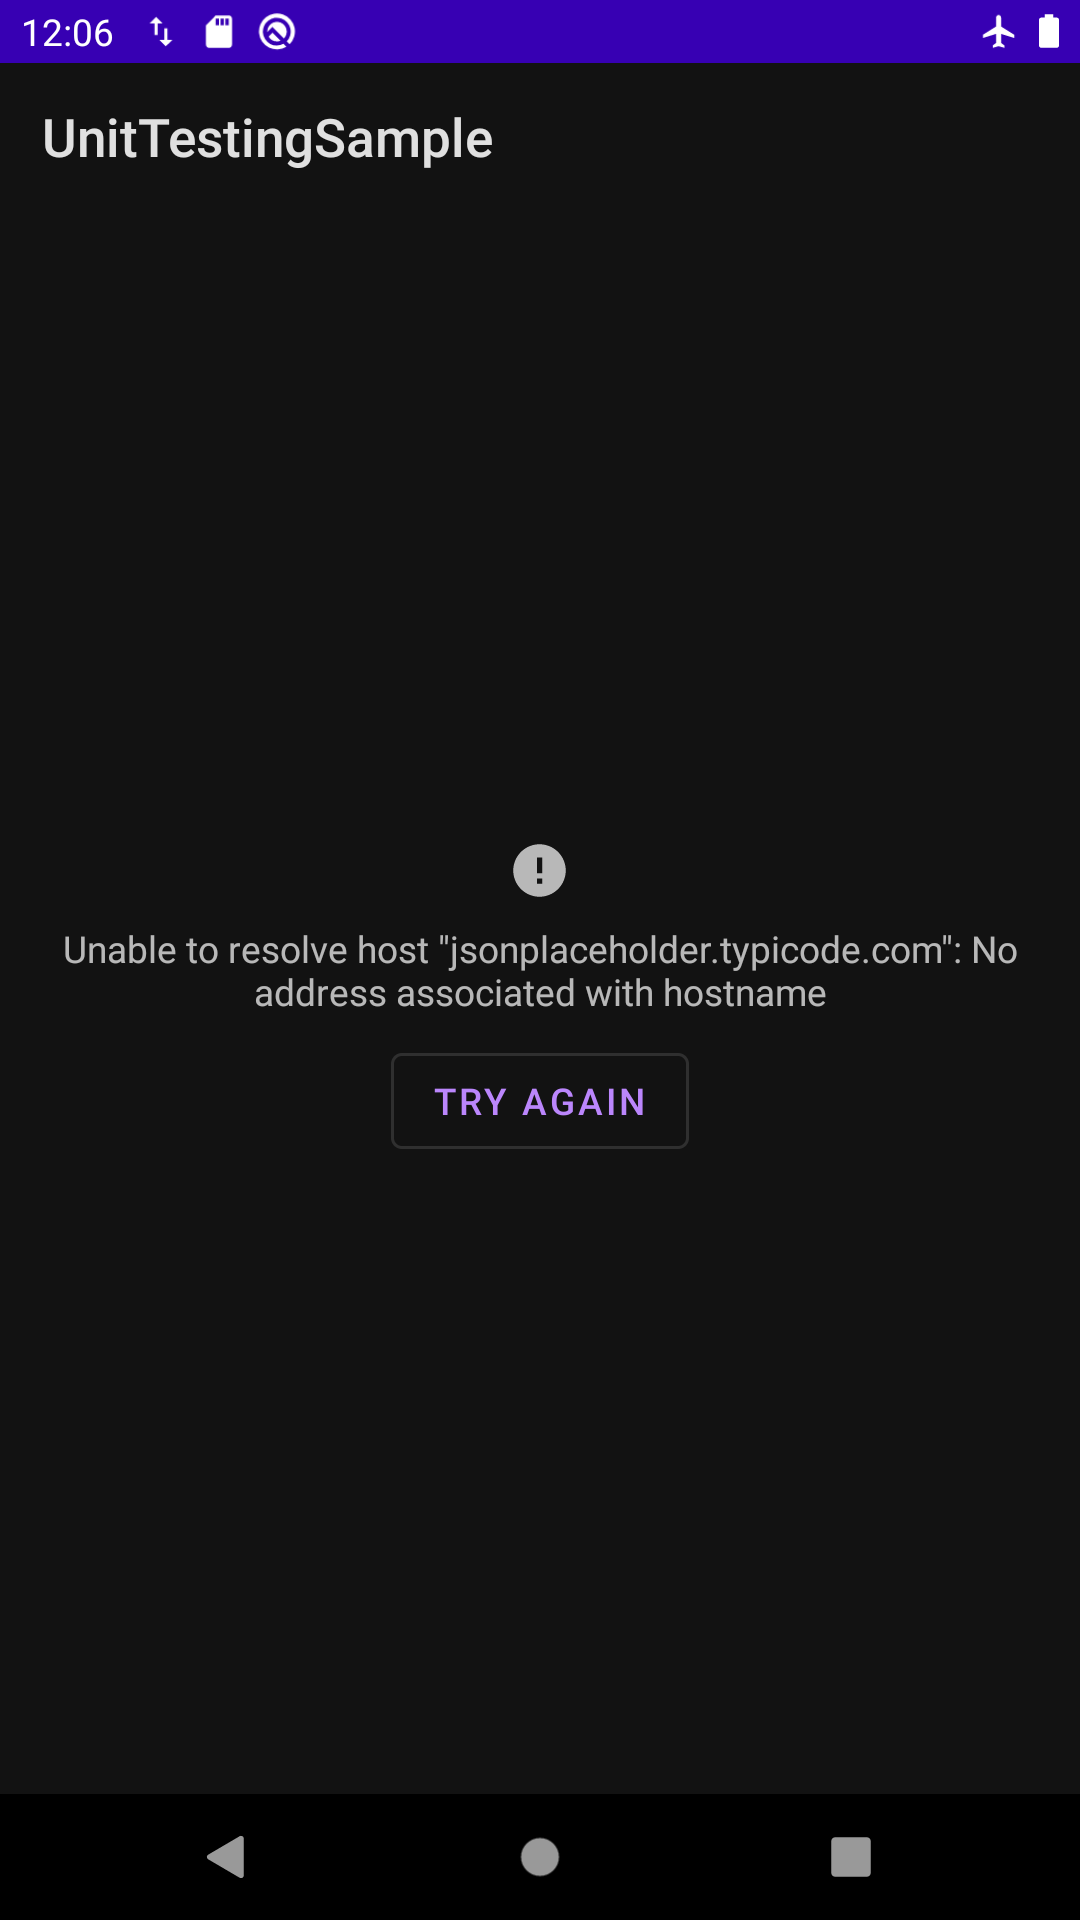 12:06
UnitTestingSample
Unable to resolve host "jsonplaceholder.typicode.com": No
address associated with hostname
TRY AGAIN